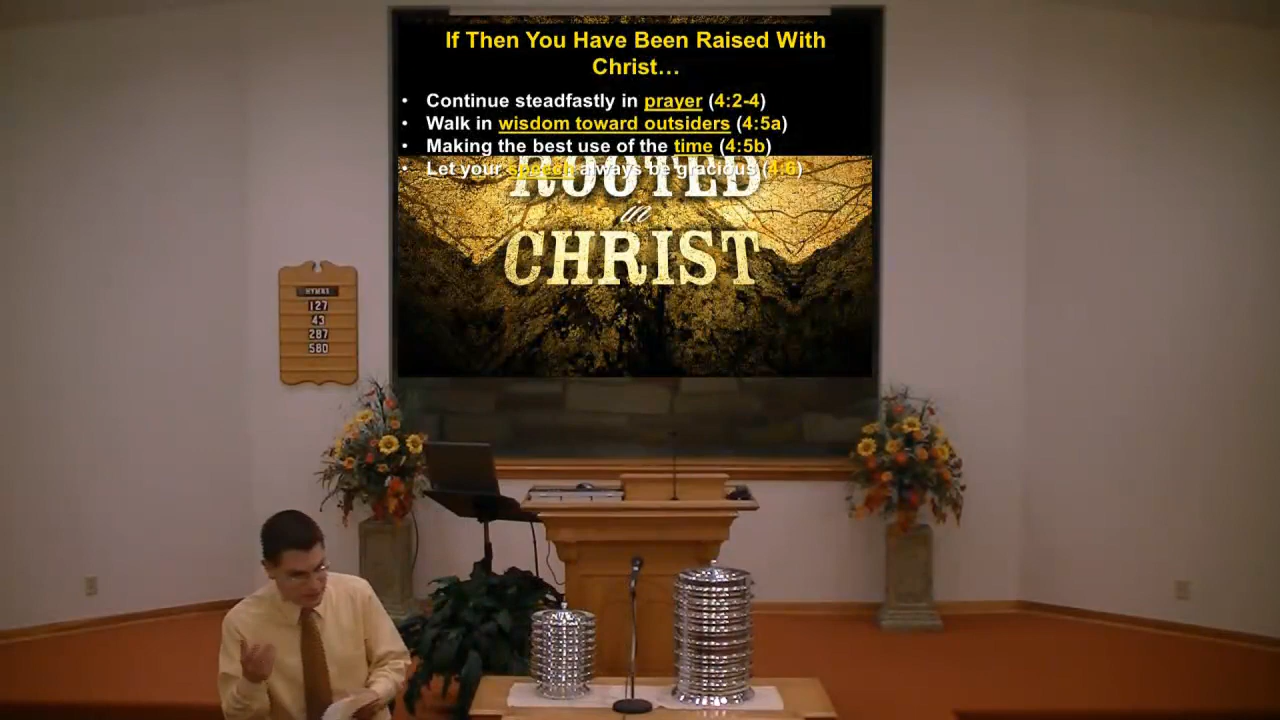 If Then You Have Been Raised With
Christ…
• Continue steadfastly in prayer (4:2-4)
• Walk in wisdom toward outsiders (4:5a)
• Making the best use of the time (4:5b)
• Let your speech always be gracious (4:6)
ROOTED
in
CHRIST
HYMNS
127
43
287
580